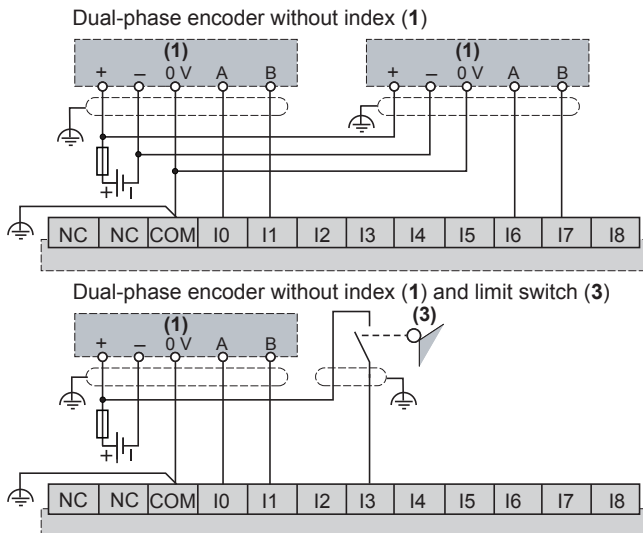 Dual-phase encoder without index (1)
(1) (1)
+ – 0 V A B + – 0 V A B
+
NC NC COM I0 I1 I2 I3 I4 I5 I6 I7 I8
Dual-phase encoder without index (1) and limit switch (3)
(1) (3)
+ – 0 V A B
+
NC NC COM I0 I1 I2 I3 I4 I5 I6 I7 I8